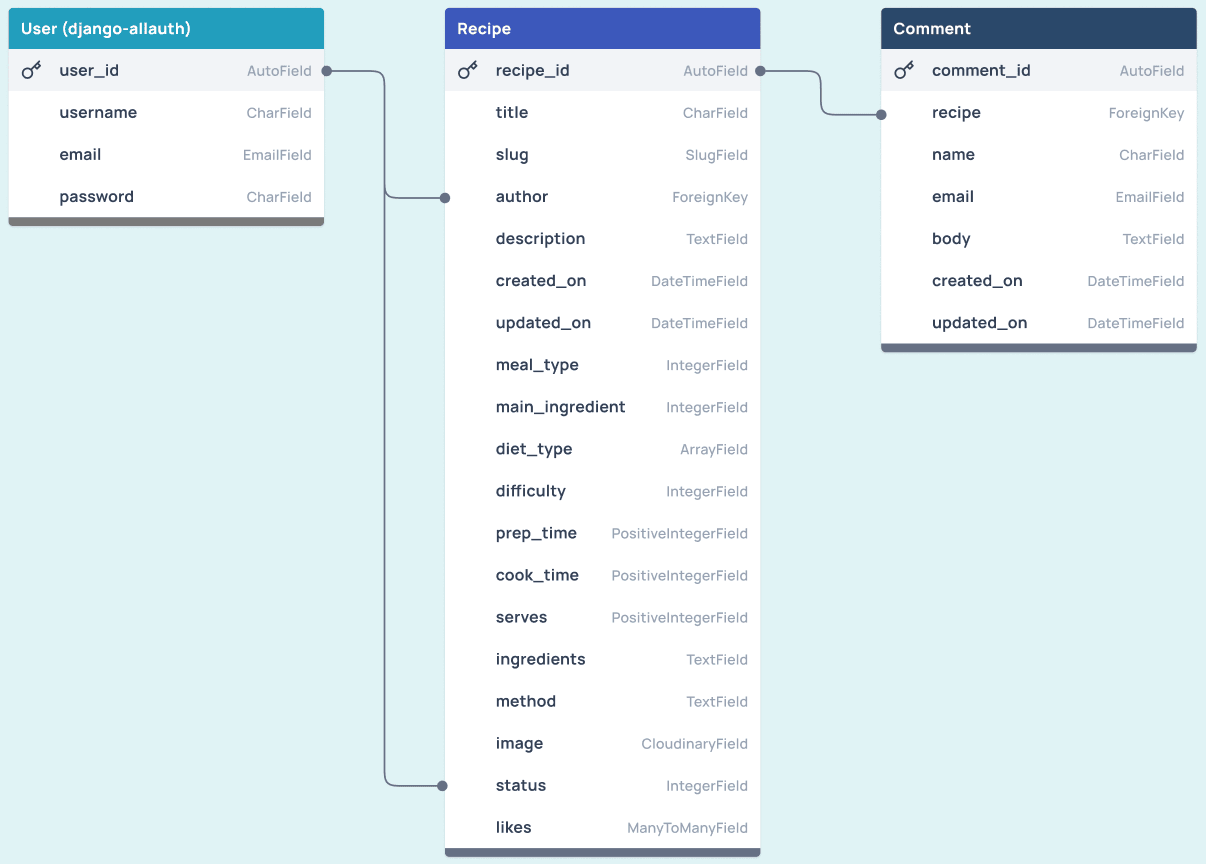 User (django-allauth)
user_id AutoField
username CharField
email EmailField
password CharField
Recipe
recipe_id AutoField
title CharField
slug SlugField
author ForeignKey
description TextField
created_on DateTimeField
updated_on DateTimeField
meal_type IntegerField
main_ingredient IntegerField
diet_type ArrayField
difficulty IntegerField
prep_time PositiveIntegerField
cook_time PositiveIntegerField
serves PositiveIntegerField
ingredients TextField
method TextField
image CloudinaryField
status IntegerField
likes ManyToManyField
Comment
comment_id AutoField
recipe ForeignKey
name CharField
email EmailField
body TextField
created_on DateTimeField
updated_on DateTimeField